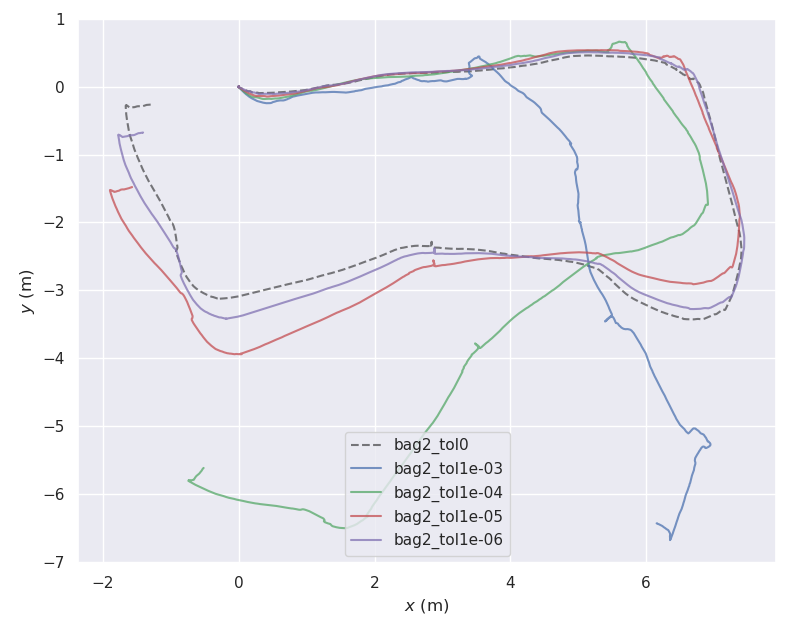 1
0
−1
−2
−3
−4
−5
−6
−7
y (m)
bag2_tol0
bag2_tol1e-03
bag2_tol1e-04
bag2_tol1e-05
bag2_tol1e-06
−2
0
2
4
6
x (m)